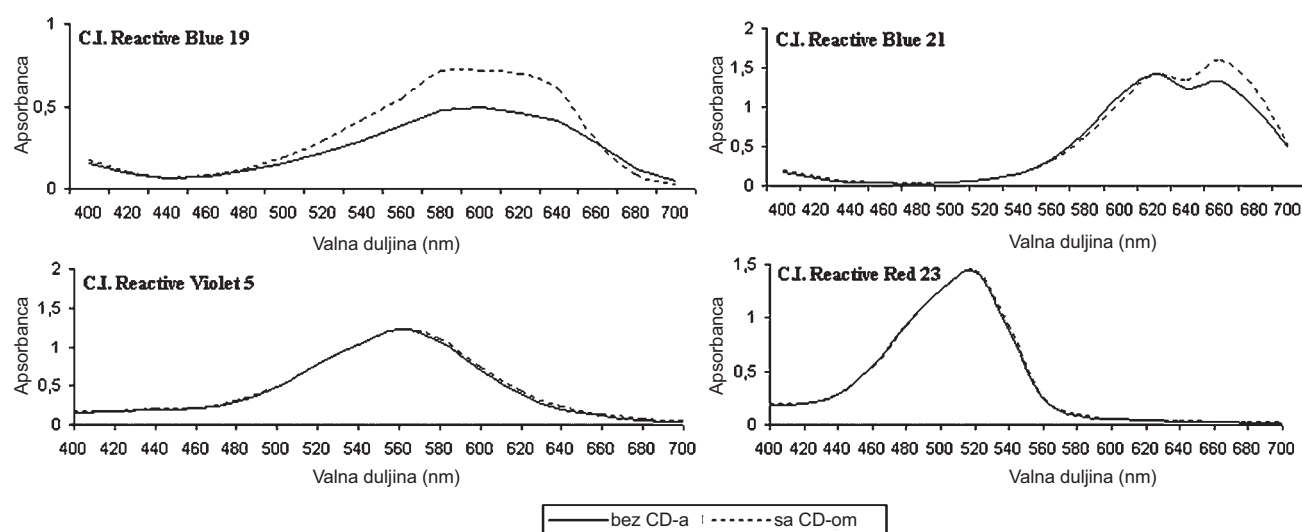 C.I. Reactive Blue 19
Apsorbanca
1
0,5
0
400 420 440 460 480 500 520 540 560 580 600 620 640 660 680 700
Valna duljina (nm)
C.I. Reactive Blue 21
Apsorbanca
2
1,5
1
0,5
0
400 420 440 460 480 500 520 540 560 580 600 620 640 660 680 700
Valna duljina (nm)
C.I. Reactive Violet 5
Apsorbanca
2
1,5
1
0,5
0
400 420 440 460 480 500 520 540 560 580 600 620 640 660 680 700
Valna duljina (nm)
C.I. Reactive Red 23
Apsorbanca
1,5
1
0,5
0
400 420 440 460 480 500 520 540 560 580 600 620 640 660 680 700
Valna duljina (nm)
bez CD-a sa CD-om